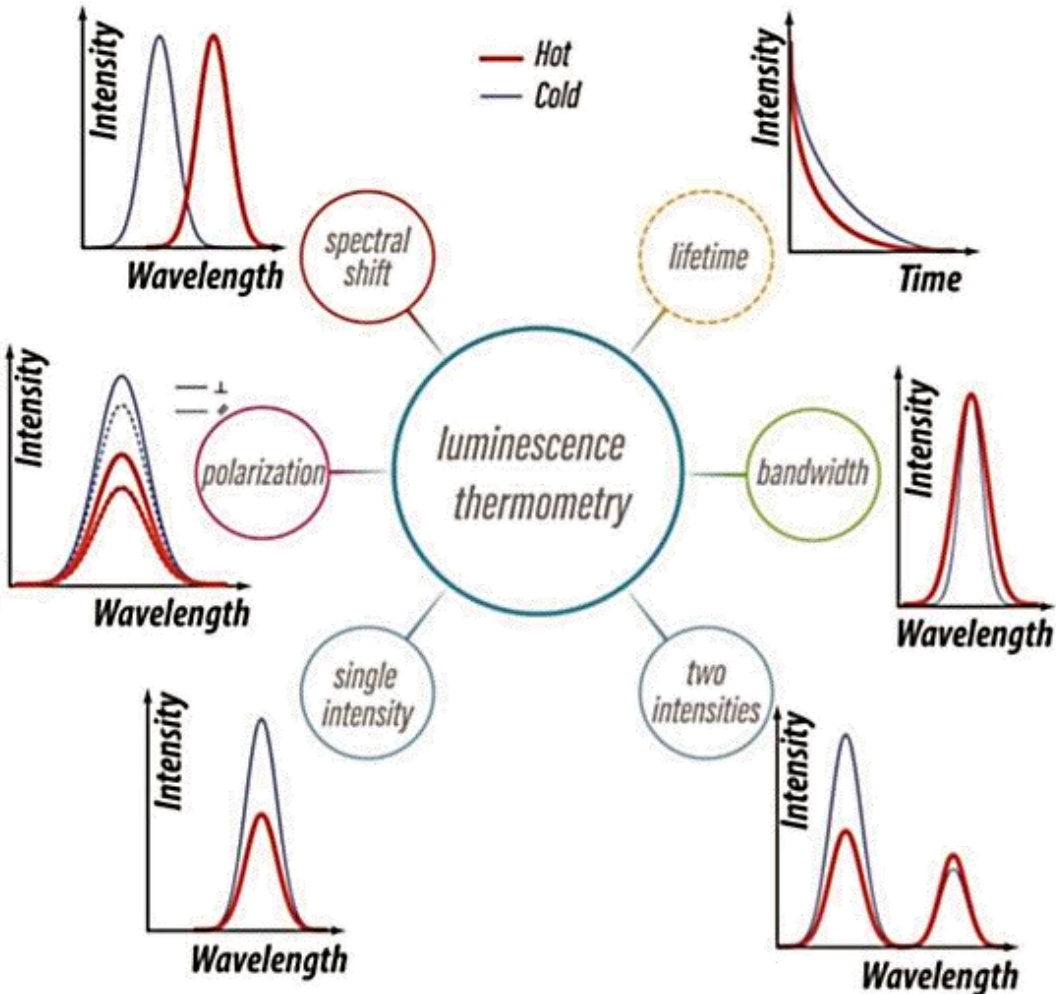 Intensity
Wavelength
Hot
Cold
Intensity
Time
spectral
shift
lifetime
Intensity
⊥
∥
Wavelength
polarization
luminescence
thermometry
bandwidth
Intensity
Wavelength
single
intensity
two
intensities
Intensity
Wavelength
Intensity
Wavelength